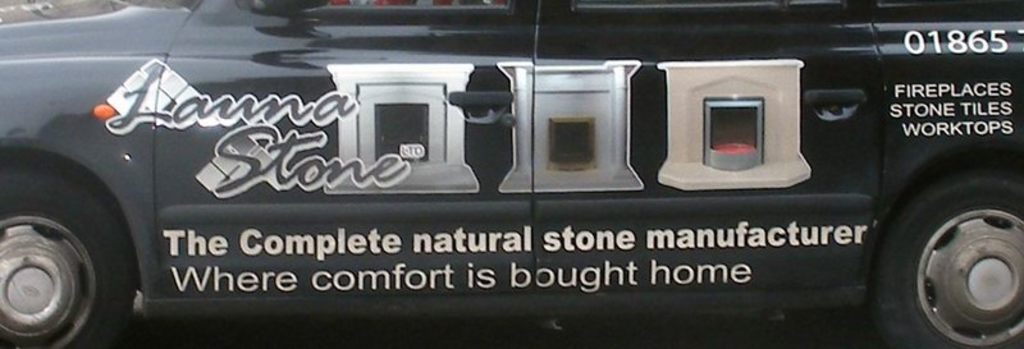 Launa
Stone
LTD
The Complete natural stone manufacturer
Where comfort is bought home
01865
FIREPLACES
STONE TILES
WORKTOPS